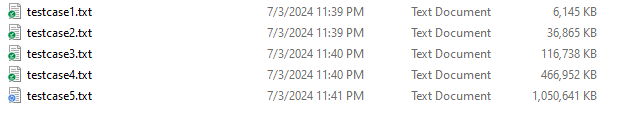 testcase1.txt 7/3/2024 11:39 PM Text Document 6,145 KB
testcase2.txt 7/3/2024 11:39 PM Text Document 36,865 KB
testcase3.txt 7/3/2024 11:40 PM Text Document 116,738 KB
testcase4.txt 7/3/2024 11:40 PM Text Document 466,952 KB
testcase5.txt 7/3/2024 11:41 PM Text Document 1,050,641 KB